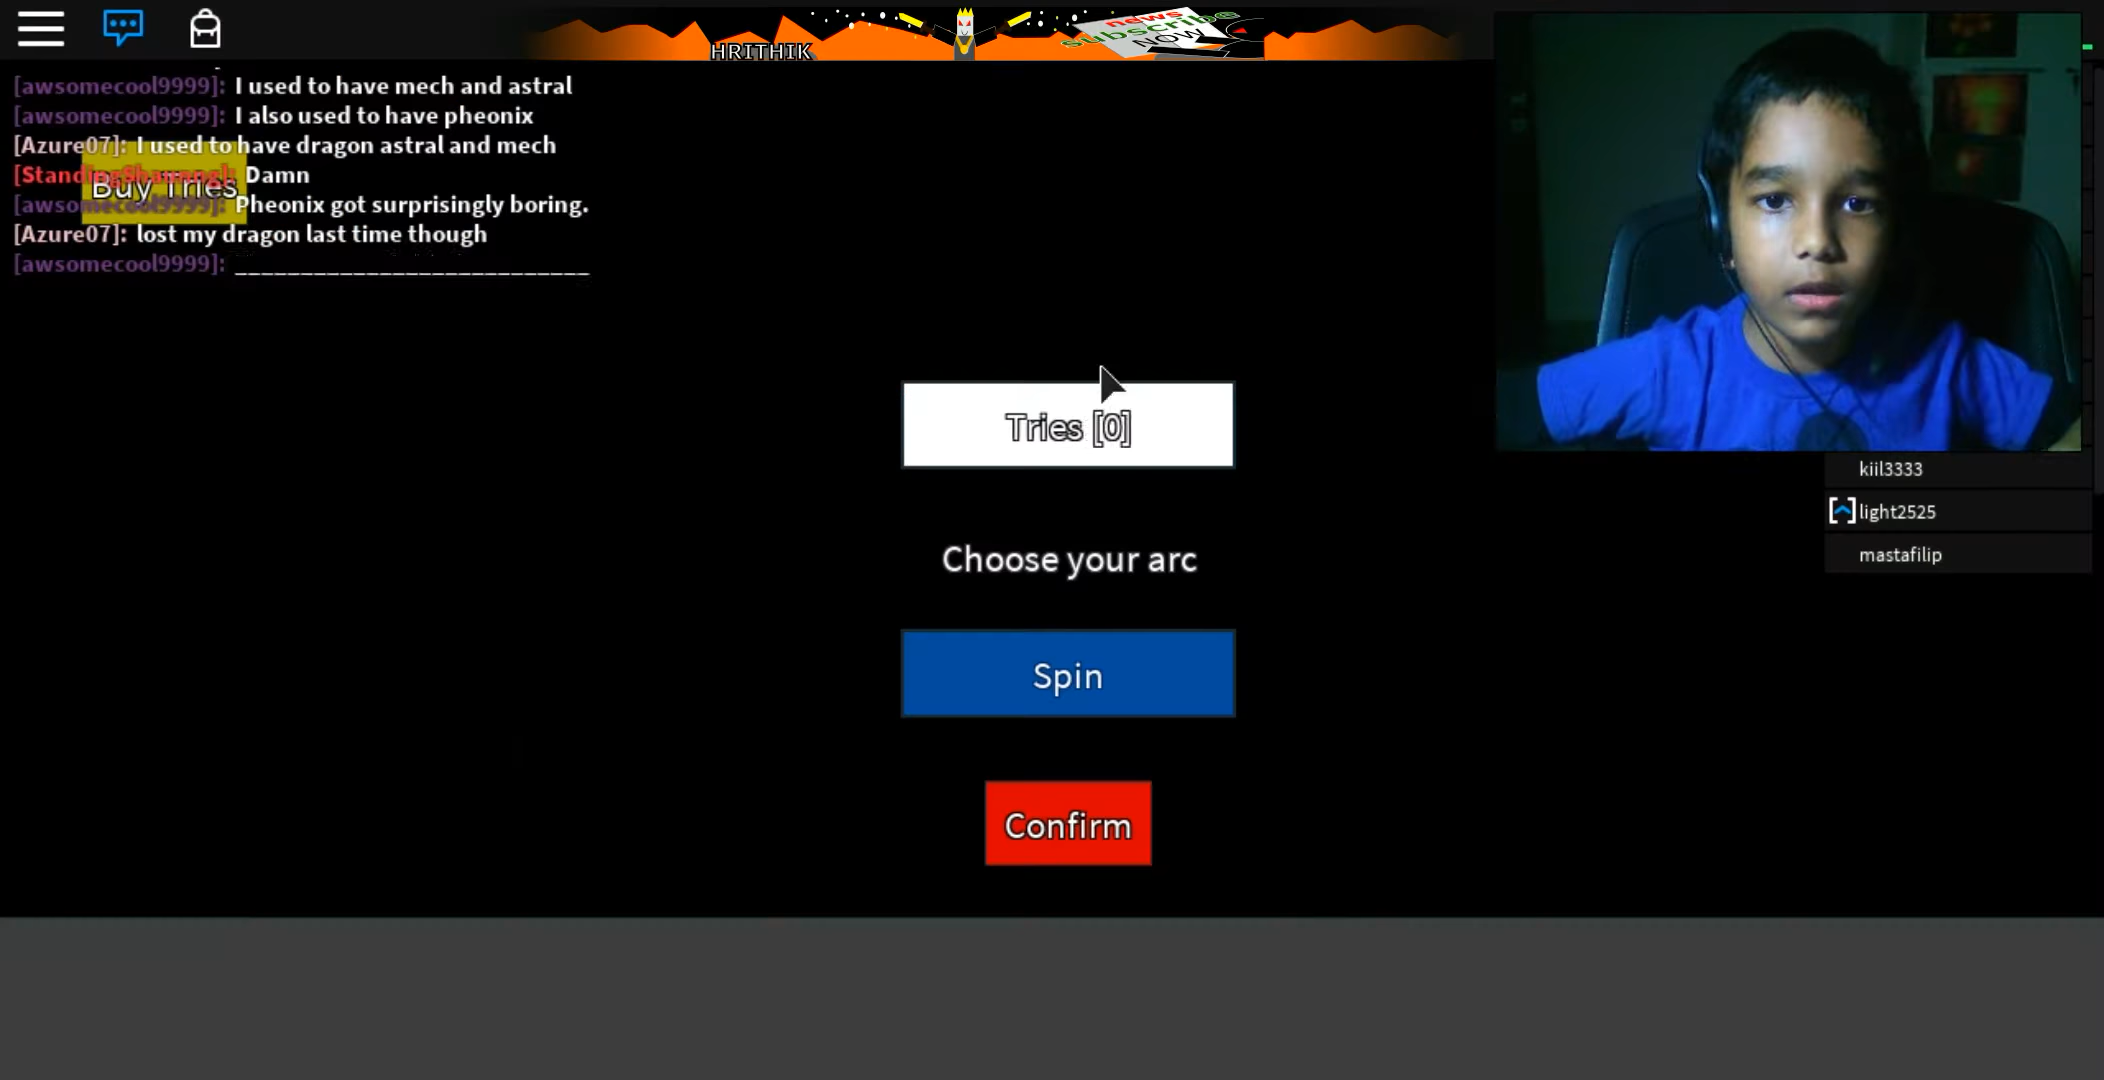 HRITHIK
news
subscribe
NOW
[awsomecool9999]: I used to have mech and astral
[awsomecool9999]: I also used to have pheonix
[Azure07]: I used to have dragon astral and mech
Damn
Buy Tries
[awsomecool9999]: Pheonix got surprisingly boring.
[Azure07]: lost my dragon last time though
[awsomecool9999]: ___________________________
Tries [0]
Choose your arc
Spin
Confirm
kiil3333
light2525
mastafilip